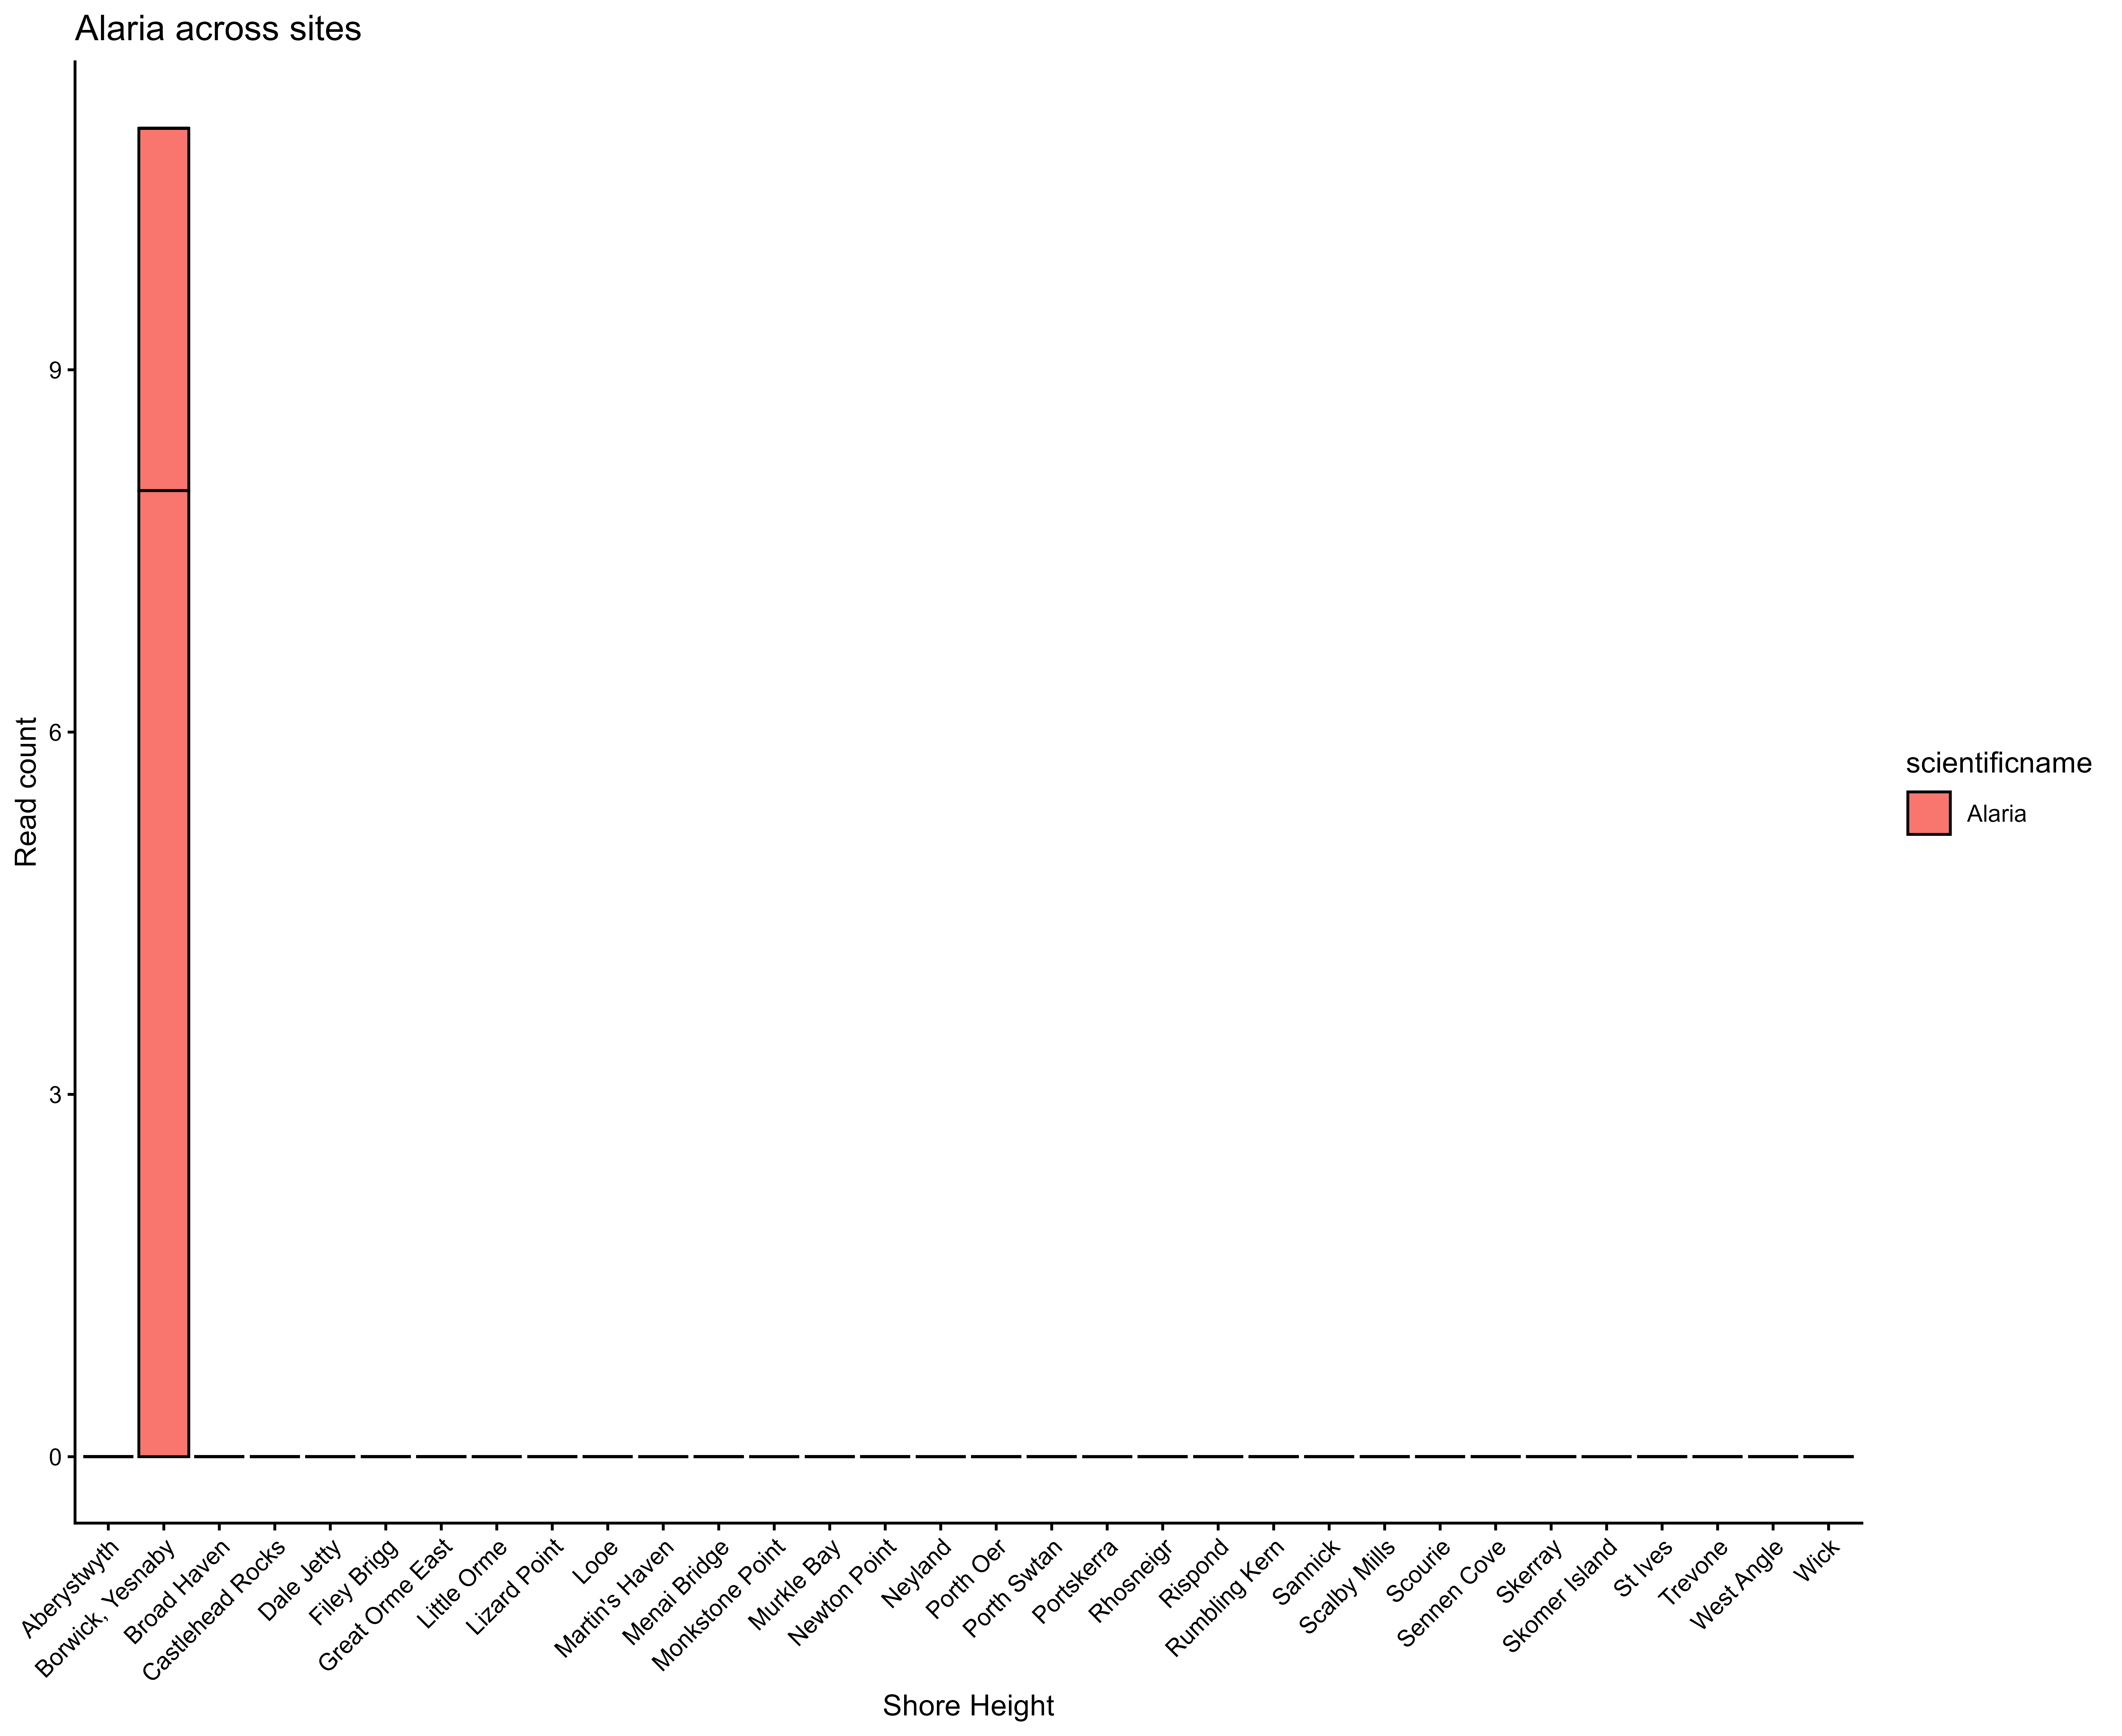 Alaria across sites
9
6
3
0
Read count
Aberystwyth
Borwick, Yesnaby
Broad Haven
Castlehead Rocks
Dale Jetty
Filey Brigg
Great Orme East
Little Orme
Lizard Point
Looe
Martin's Haven
Menai Bridge
Monkstone Point
Murkle Bay
Newton Point
Neyland
Porth Oer
Porth Swtan
Portskerra
Rhosneigr
Rispond
Rumbling Kern
Sannick
Scalby Mills
Scourie
Sennen Cove
Skerray
Skomer Island
St Ives
Trevone
West Angle
Wick
Shore Height
scientificname
Alaria